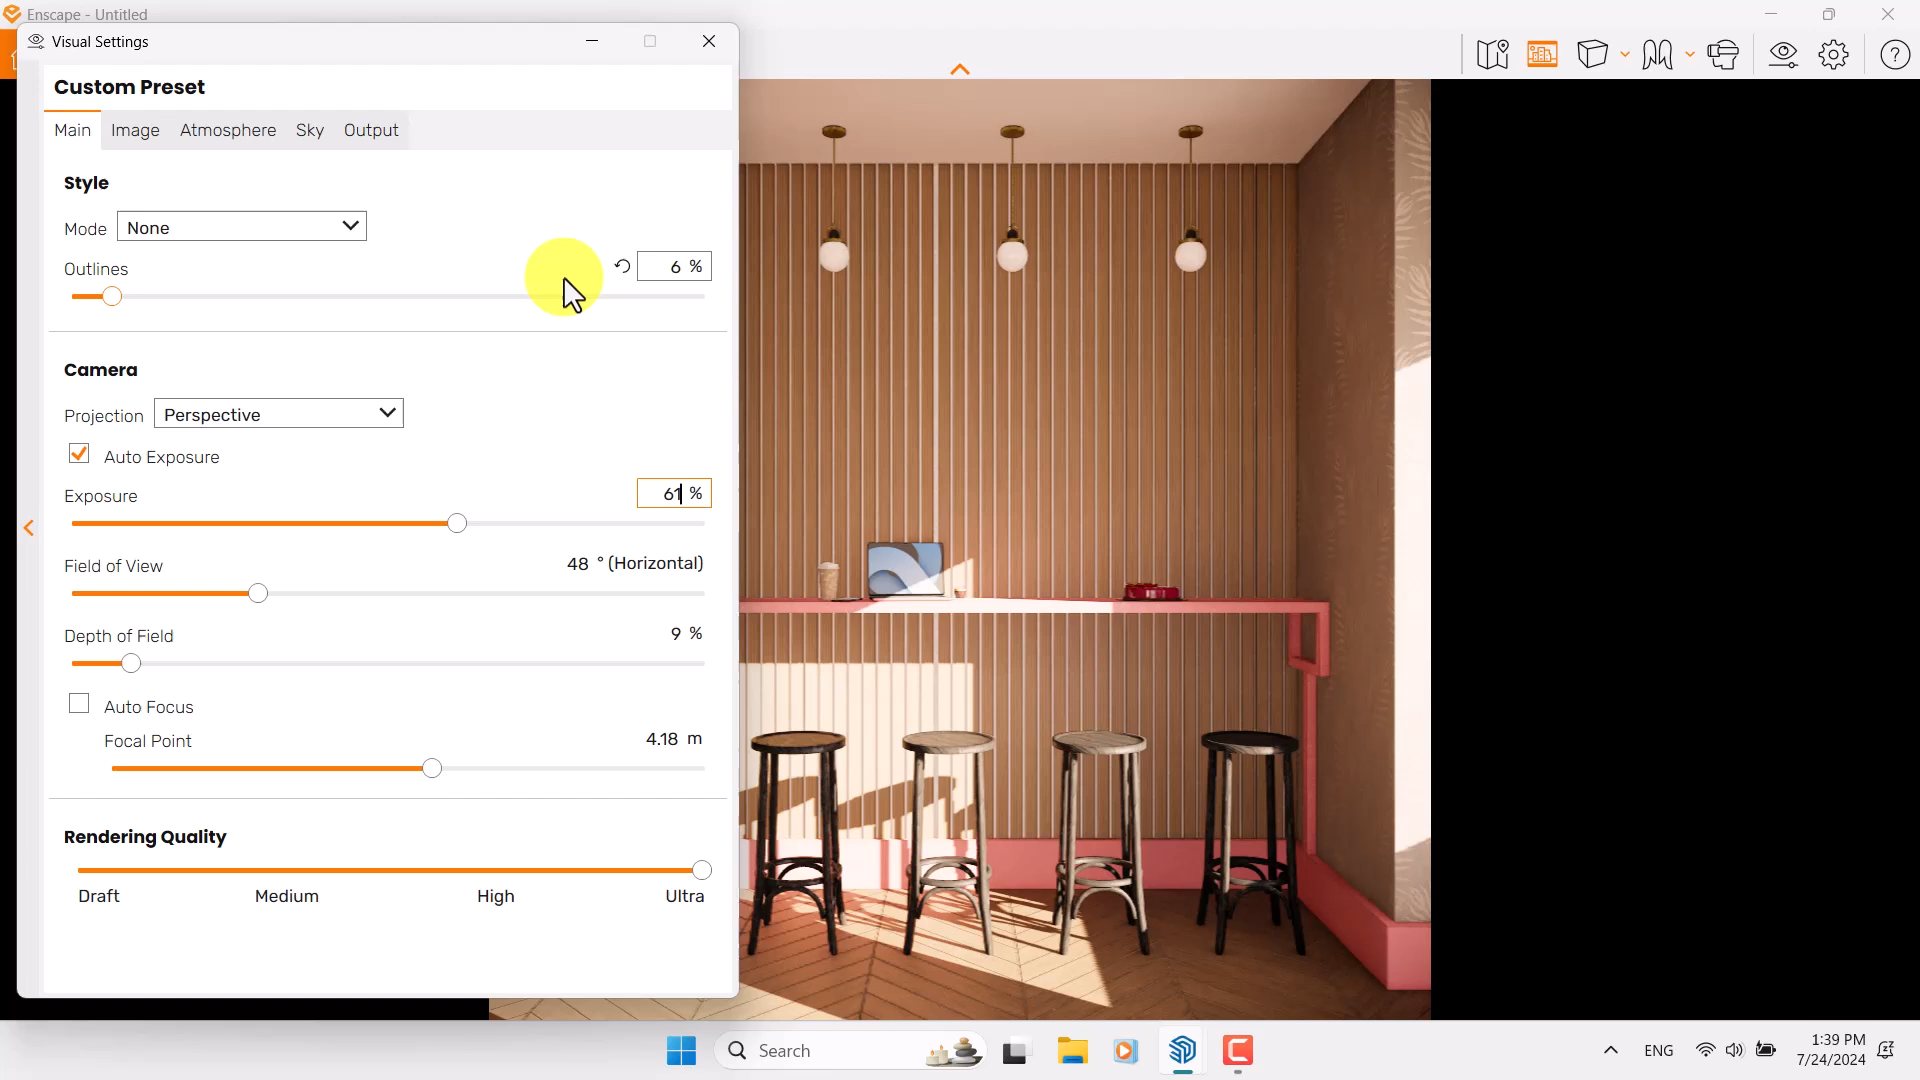 Enscape - Untitled
Visual Settings
Custom Preset
Main Image Atmosphere Sky Output
Style
Mode None
Outlines 6 %
Camera
Projection Perspective
Auto Exposure
Exposure 61 %
Field of View 48 ° (Horizontal)
Depth of Field 9 %
Auto Focus
Focal Point 4.18 m
Rendering Quality
Draft Medium High Ultra
Search
ENG
1:39 PM
7/24/2024